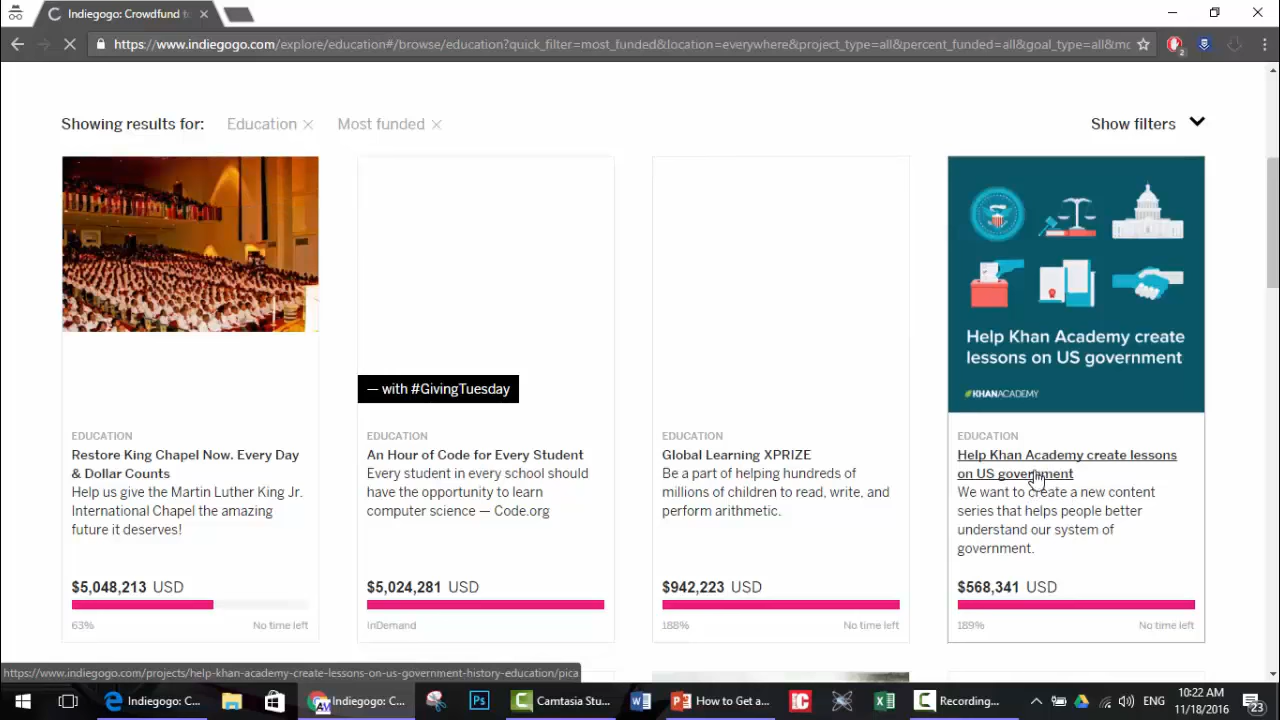 Indiegogo: Crowdfund to
https://www.indiegogo.com/explore/education#/browse/education?quick_filter=most_funded&location=everywhere&project_type=all&percent_funded=all&goal_type=all&mo
2
Showing results for: Education × Most funded ×
Show filters
— with #GivingTuesday
Help Khan Academy create
lessons on US government
KHANACADEMY
EDUCATION
Restore King Chapel Now. Every Day
& Dollar Counts
Help us give the Martin Luther King Jr.
International Chapel the amazing
future it deserves!
$5,048,213 USD
63% No time left
EDUCATION
An Hour of Code for Every Student
Every student in every school should
have the opportunity to learn
computer science — Code.org
$5,024,281 USD
InDemand
EDUCATION
Global Learning XPRIZE
Be a part of helping hundreds of
millions of children to read, write, and
perform arithmetic.
$942,223 USD
188% No time left
EDUCATION
Help Khan Academy create lessons
on US government
We want to create a new content
series that helps people better
understand our system of
government.
$568,341 USD
189% No time left
https://www.indiegogo.com/projects/help-khan-academy-create-lessons-on-us-government-history-education/pica
Indiegogo: C... Indiegogo: C... Camtasia Stu... How to Get a... Recording... ENG
10:22 AM
11/18/2016
23